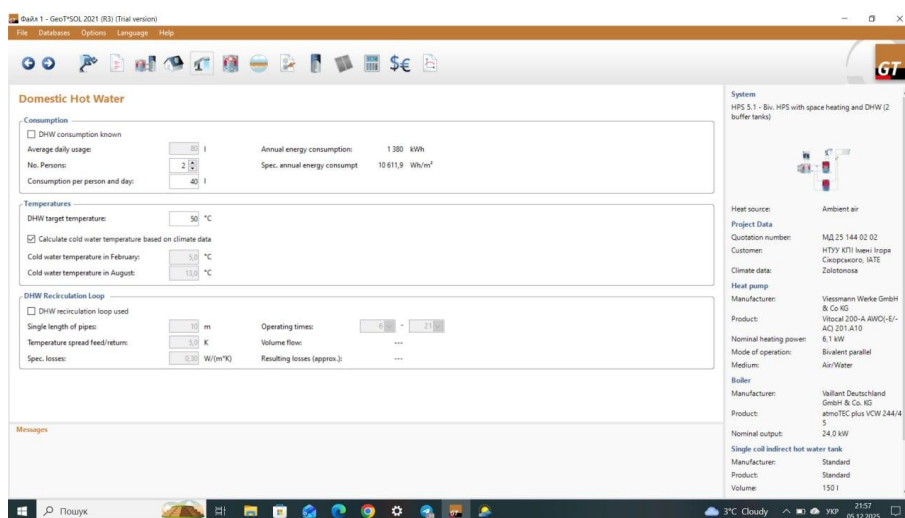 Файл 1 - GeoT*SOL 2021 (R3) (Trial version)
File Databases Options Language Help
GT
Domestic Hot Water
Consumption
DHW consumption known
Average daily usage: 80 l Annual energy consumption: 1 380 kWh
No. Persons: 2 Spec. annual energy consumpt 10 611,9 Wh/m²
Consumption per person and day: 40 l
Temperatures
DHW target temperature: 50 °C
Calculate cold water temperature based on climate data
Cold water temperature in February: 5,0 °C
Cold water temperature in August: 13,0 °C
DHW Recirculation Loop
DHW recirculation loop used
Single length of pipes: 10 m Operating times: 6 - 21
Temperature spread feed/return: 5,0 K Volume flow: ---
Spec. losses: 0,30 W/(m*K) Resulting losses (approx.): ---
Messages
System
HPS 5.1 - Biv. HPS with space heating and DHW (2
buffer tanks)
Heat source: Ambient air
Project Data
Quotation number: МД 25 144 02 02
Customer: НТУУ КПІ Імені Ігоря
Сікорського, ІАТЕ
Climate data: Zolotonosa
Heat pump
Manufacturer: Viessmann Werke GmbH
& Co KG
Product: Vitocal 200-A AWO(-E/-
AC) 201.A10
Nominal heating power: 6,1 kW
Mode of operation: Bivalent parallel
Medium: Air/Water
Boiler
Manufacturer: Vaillant Deutschland
GmbH & Co. KG
Product: atmoTEC plus VCW 244/4
5
Nominal output: 24,0 kW
Single coil indirect hot water tank
Manufacturer: Standard
Product: Standard
Volume: 150 l
Пошук
3°C Cloudy УКР 21:57
05.12.2025